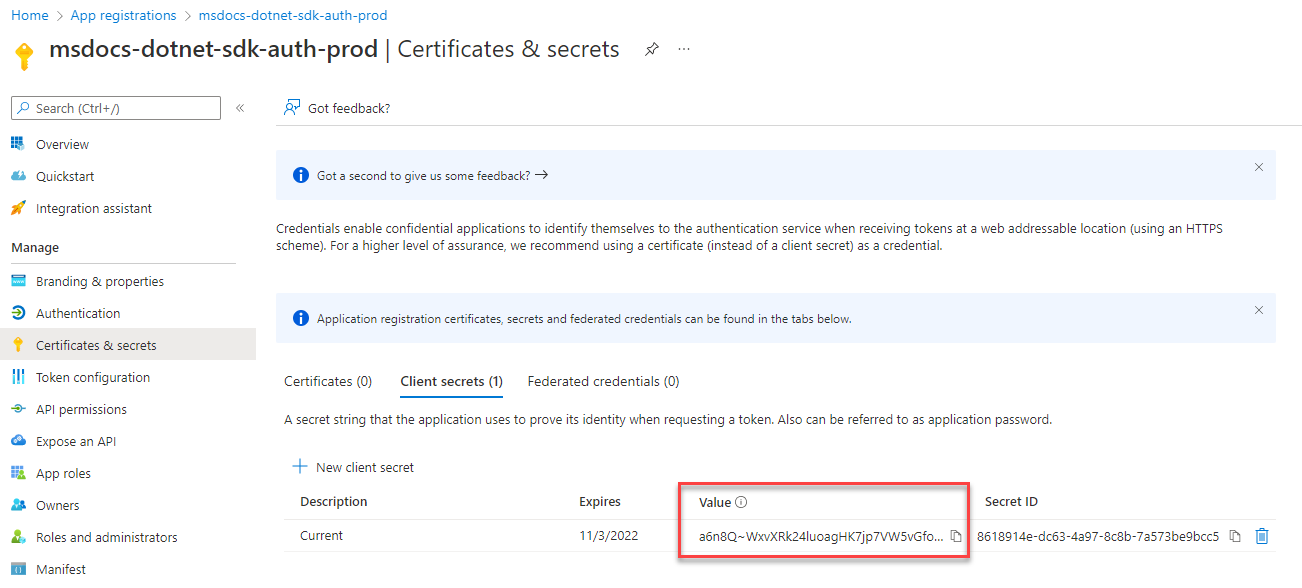 Home > App registrations > msdocs-dotnet-sdk-auth-prod
msdocs-dotnet-sdk-auth-prod | Certificates & secrets
Search (Ctrl+/)
Overview
Quickstart
Integration assistant
Manage
Branding & properties
Authentication
Certificates & secrets
Token configuration
API permissions
Expose an API
App roles
Owners
Roles and administrators
Manifest
Got feedback?
Got a second to give us some feedback? →
Credentials enable confidential applications to identify themselves to the authentication service when receiving tokens at a web addressable location (using an HTTPS
scheme). For a higher level of assurance, we recommend using a certificate (instead of a client secret) as a credential.
Application registration certificates, secrets and federated credentials can be found in the tabs below.
Certificates (0) Client secrets (1) Federated credentials (0)
A secret string that the application uses to prove its identity when requesting a token. Also can be referred to as application password.
New client secret
Description Expires Value Secret ID
Current 11/3/2022 a6n8Q~WxvXRk24luoagHK7jp7VW5vGfo... 8618914e-dc63-4a97-8c8b-7a573be9bcc5